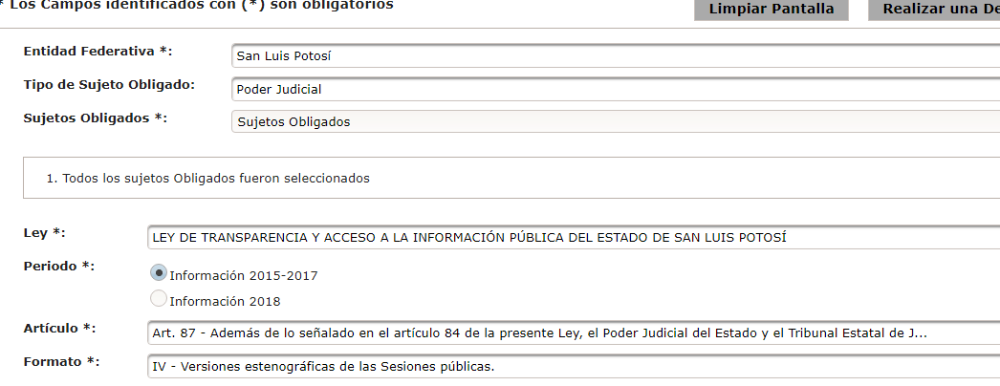 * Los Campos identificados con (*) son obligatorios
Limpiar Pantalla
Realizar una De
Entidad Federativa *:
San Luis Potosí
Tipo de Sujeto Obligado:
Poder Judicial
Sujetos Obligados *:
Sujetos Obligados
1. Todos los sujetos Obligados fueron seleccionados
Ley *:
LEY DE TRANSPARENCIA Y ACCESO A LA INFORMACIÓN PÚBLICA DEL ESTADO DE SAN LUIS POTOSÍ
Periodo *:
Información 2015-2017
Información 2018
Artículo *:
Art. 87 - Además de lo señalado en el artículo 84 de la presente Ley, el Poder Judicial del Estado y el Tribunal Estatal de J...
Formato *:
IV - Versiones estenográficas de las Sesiones públicas.